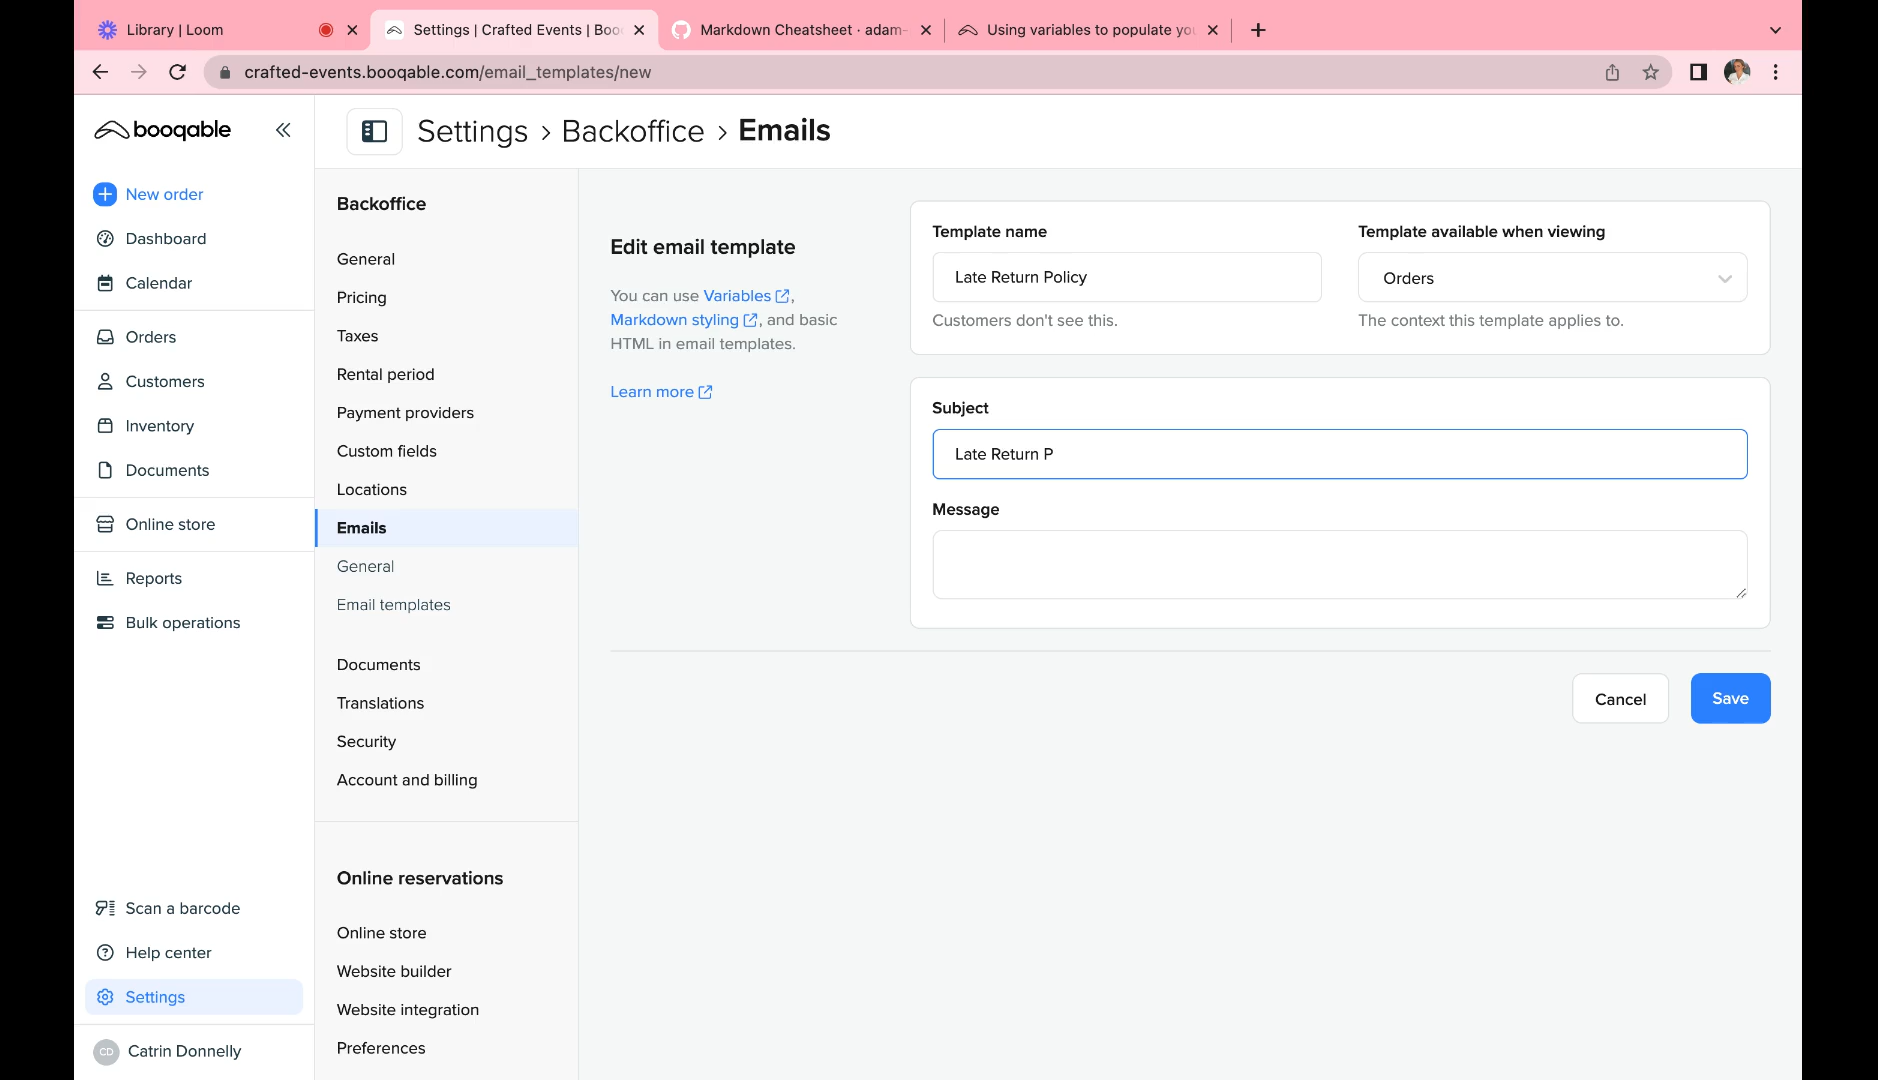 Library | Loom
Settings | Crafted Events | Boo
Markdown Cheatsheet · adam-
Using variables to populate yo
crafted-events.booqable.com/email_templates/new
booqable
Settings › Backoffice › Emails
New order
Dashboard
Calendar
Orders
Customers
Inventory
Documents
Online store
Reports
Bulk operations
Scan a barcode
Help center
Settings
CD
Catrin Donnelly
Backoffice
General
Pricing
Taxes
Rental period
Payment providers
Custom fields
Locations
Emails
General
Email templates
Documents
Translations
Security
Account and billing
Online reservations
Online store
Website builder
Website integration
Preferences
Edit email template
You can use Variables,
Markdown styling, and basic
HTML in email templates.
Learn more
Template name
Late Return Policy
Customers don't see this.
Template available when viewing
Orders
The context this template applies to.
Subject
Late Return P
Message
Cancel
Save